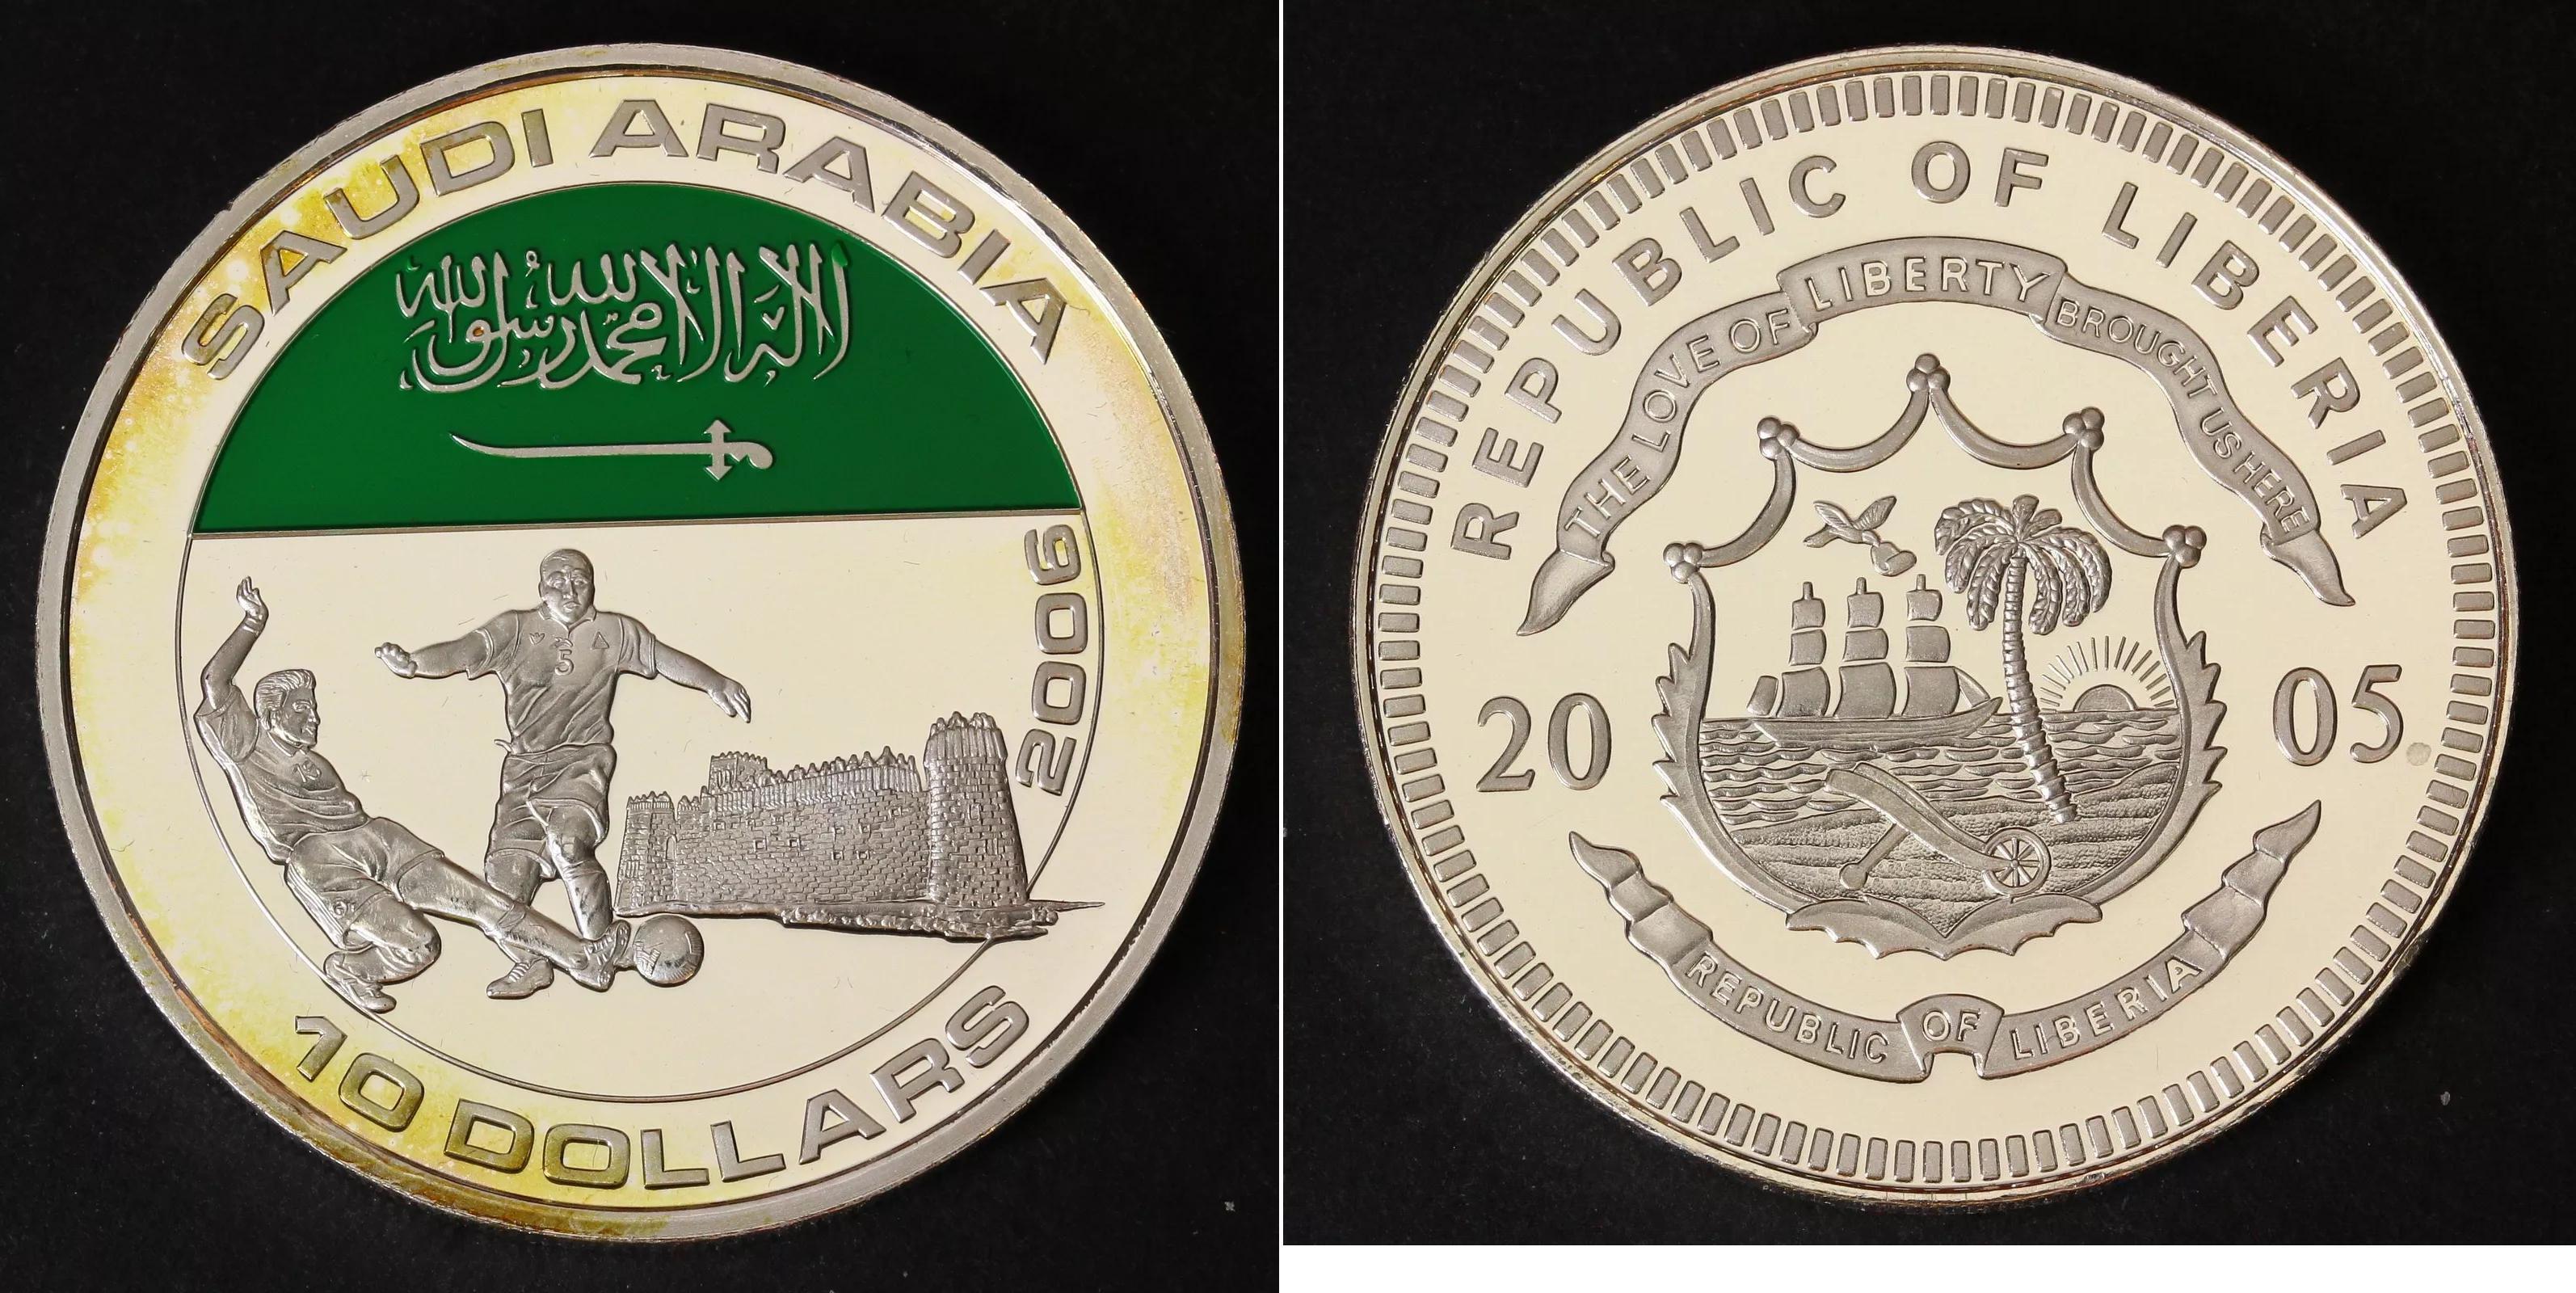 SAUDI ARABIA
لا إله إلا الله محمد رسول الله
2006
5
10 DOLLARS
REPUBLIC OF LIBERIA
THE LOVE OF LIBERTY BROUGHT US HERE
20 05
REPUBLIC OF LIBERIA